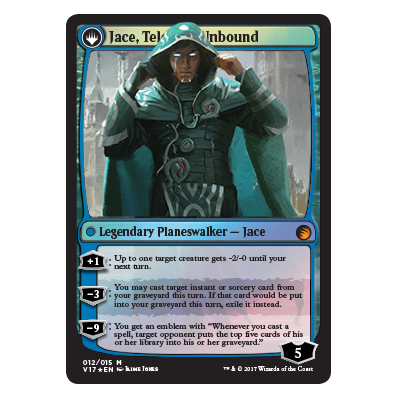 Jace, Tel Unbound
Legendary Planeswalker — Jace
+1: Up to one target creature gets -2/-0 until your
next turn.
-3: You may cast target instant or sorcery card from
your graveyard this turn. If that card would be put
into your graveyard this turn, exile it instead.
-9: You get an emblem with “Whenever you cast a
spell, target opponent puts the top five cards of his
or her library into his or her graveyard.”
5
012/015 M
V17★EN Jaime Jones
™ & © 2017 Wizards of the Coast